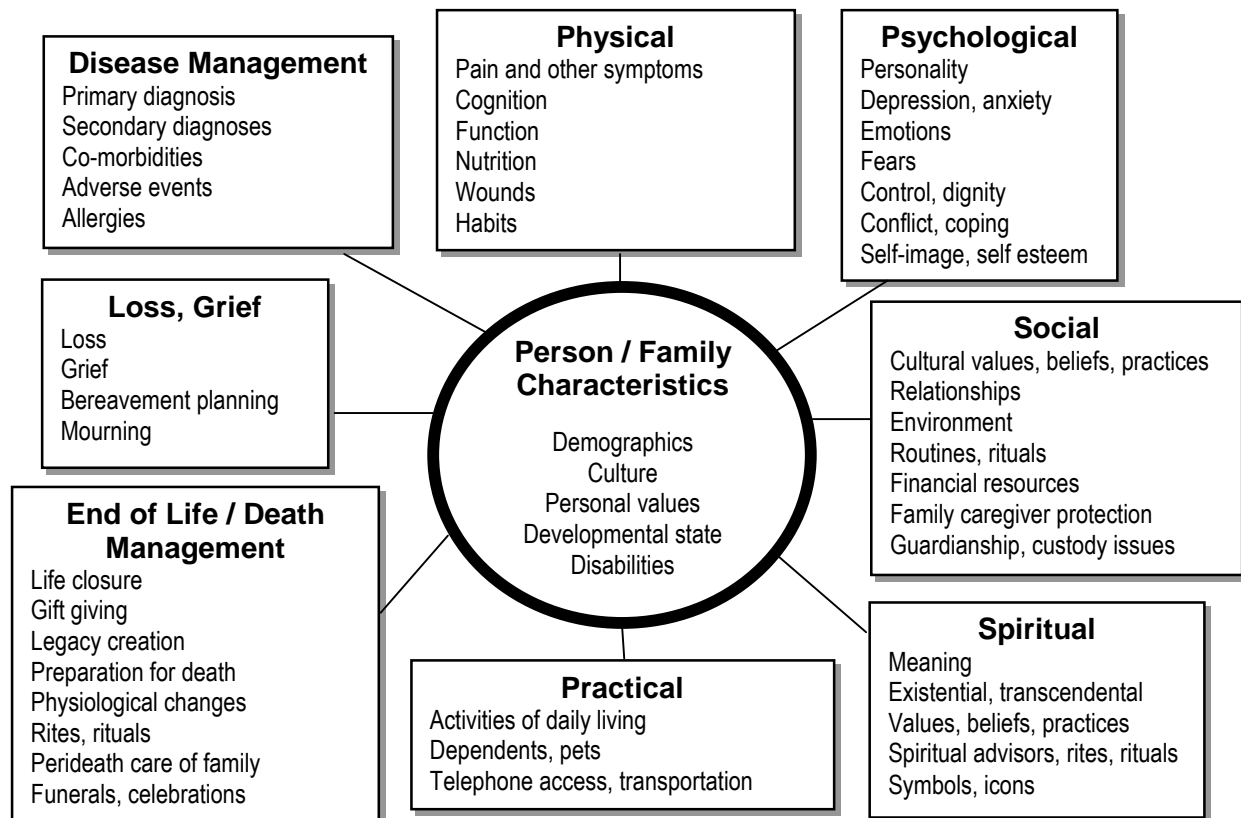 Disease Management
Primary diagnosis
Secondary diagnoses
Co-morbidities
Adverse events
Allergies
Physical
Pain and other symptoms
Cognition
Function
Nutrition
Wounds
Habits
Psychological
Personality
Depression, anxiety
Emotions
Fears
Control, dignity
Conflict, coping
Self-image, self esteem
Loss, Grief
Loss
Grief
Bereavement planning
Mourning
Person / Family
Characteristics
Demographics
Culture
Personal values
Developmental state
Disabilities
Social
Cultural values, beliefs, practices
Relationships
Environment
Routines, rituals
Financial resources
Family caregiver protection
Guardianship, custody issues
End of Life / Death
Management
Life closure
Gift giving
Legacy creation
Preparation for death
Physiological changes
Rites, rituals
Perideath care of family
Funerals, celebrations
Practical
Activities of daily living
Dependents, pets
Telephone access, transportation
Spiritual
Meaning
Existential, transcendental
Values, beliefs, practices
Spiritual advisors, rites, rituals
Symbols, icons